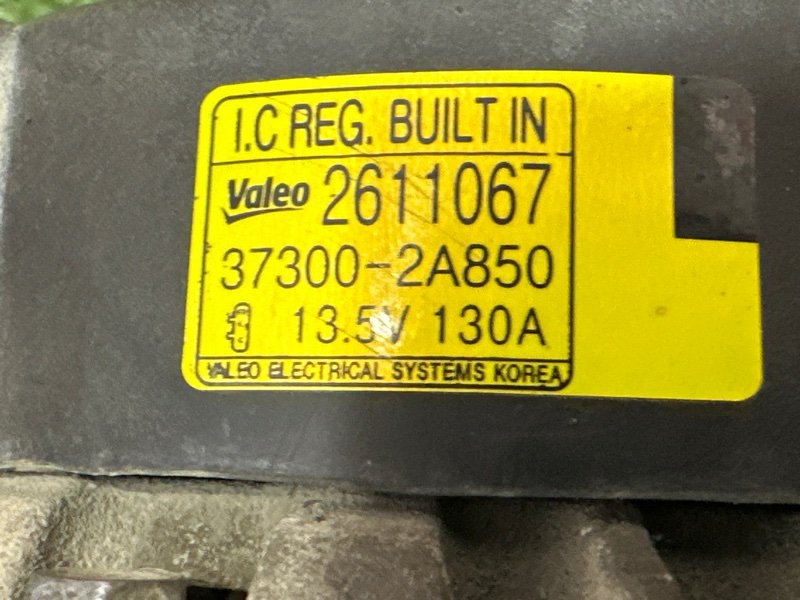 I.C REG. BUILT IN
Valeo 2611067
37300-2A850
13.5V 130A
VALEO ELECTRICAL SYSTEMS KOREA